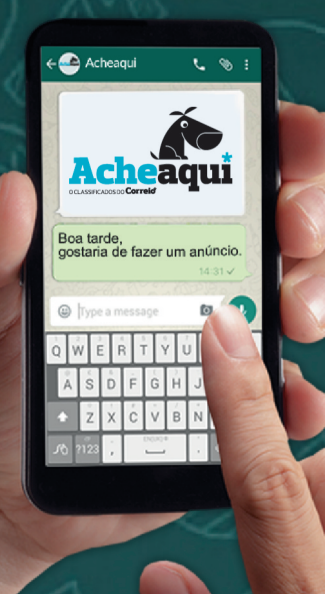 Acheaqui
Acheaqui*
O CLASSIFICADOS DO Correio*
Boa tarde,
gostaria de fazer um anúncio.
14:31
Type a message
Q W E R T Y U
A S D F G H J
Z X C V B N
?123 , .